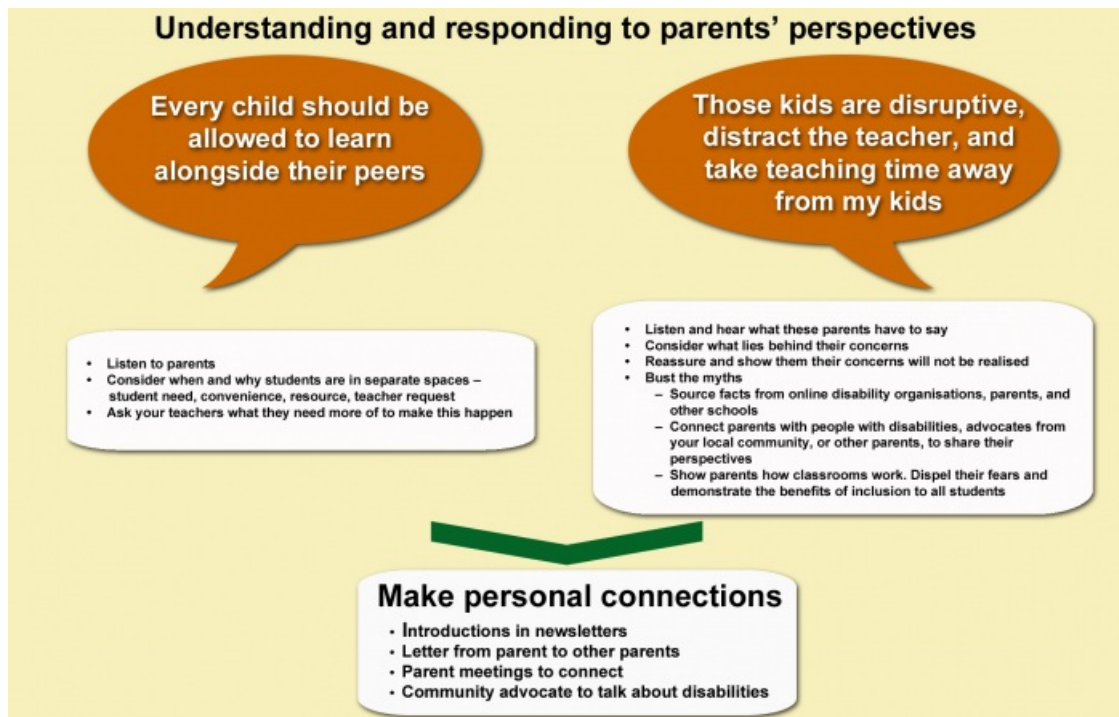 Understanding and responding to parents’ perspectives
Every child should be
allowed to learn
alongside their peers
Those kids are disruptive,
distract the teacher, and
take teaching time away
from my kids
• Listen to parents
• Consider when and why students are in separate spaces –
student need, convenience, resource, teacher request
• Ask your teachers what they need more of to make this happen
• Listen and hear what these parents have to say
• Consider what lies behind their concerns
• Reassure and show them their concerns will not be realised
• Bust the myths
– Source facts from online disability organisations, parents, and
other schools
– Connect parents with people with disabilities, advocates from
your local community, or other parents, to share their
perspectives
– Show parents how classrooms work. Dispel their fears and
demonstrate the benefits of inclusion to all students
Make personal connections
• Introductions in newsletters
• Letter from parent to other parents
• Parent meetings to connect
• Community advocate to talk about disabilities